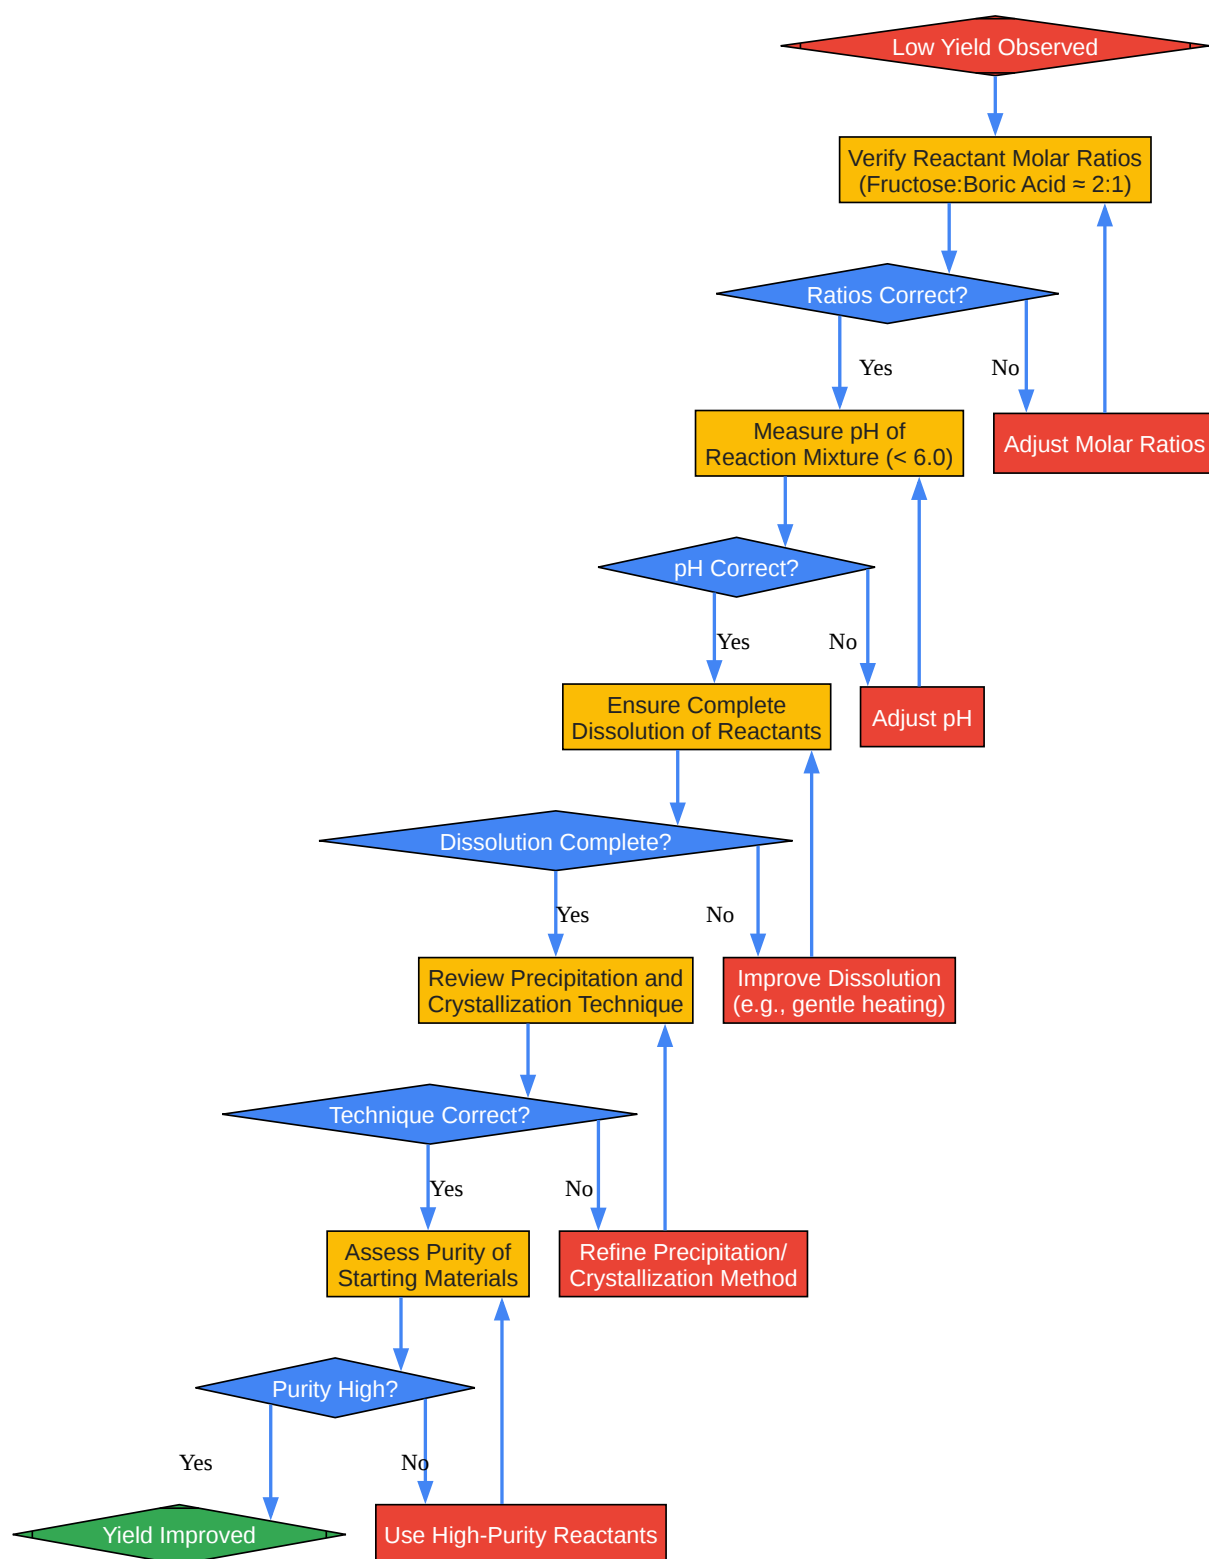 Low Yield Observed
Verify Reactant Molar Ratios
(Fructose:Boric Acid ≈ 2:1)
Ratios Correct?
Yes
No
Measure pH of
Reaction Mixture (< 6.0)
Adjust Molar Ratios
pH Correct?
Yes
No
Ensure Complete
Dissolution of Reactants
Adjust pH
Dissolution Complete?
Yes
No
Review Precipitation and
Crystallization Technique
Improve Dissolution
(e.g., gentle heating)
Technique Correct?
Yes
No
Assess Purity of
Starting Materials
Refine Precipitation/
Crystallization Method
Purity High?
Yes
No
Yield Improved
Use High-Purity Reactants